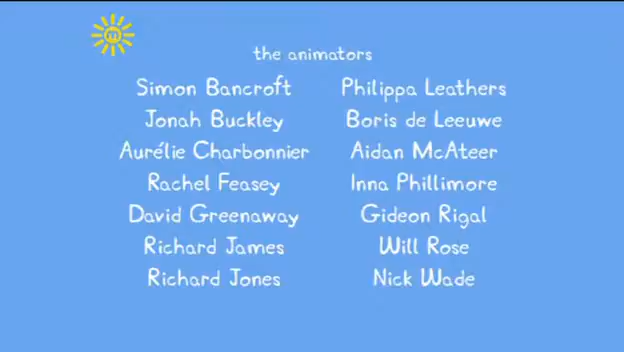 m
the animators
Simon Bancroft Philippa Leathers
Jonah Buckley Boris de Leeuwe
Aurélie Charbonnier Aidan McAteer
Rachel Feasey Inna Phillimore
David Greenaway Gideon Rigal
Richard James Will Rose
Richard Jones Nick Wade